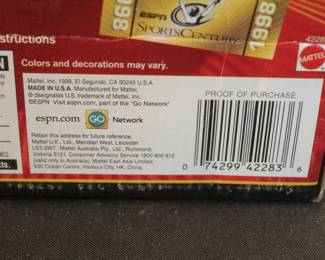 866
ESPN
SPORTSCENTURY
1998
structions
4228
Colors and decorations may vary.
MATTEL
Mattel, Inc. 1999, El Segundo, CA 90245 U.S.A.
MADE IN U.S.A. Manufactured for Mattel.
® designates U.S. trademark of Mattel, Inc.
©ESPN Visit espn.com, part of the "Go Network"
PROOF OF PURCHASE
espn.com GO Network
Retain this address for future reference:
Mattel U.K., Ltd., Meridian West, Leicester
LE3 2WT. Mattel Australia Pty., Ltd., Richmond,
Victoria 3121. Consumer Advisory Service 1800 800 812
(valid only in Australia). Mattel East Asia Limited,
930 Ocean Centre, Harbour City, HK, China.
0 74299 42283 6